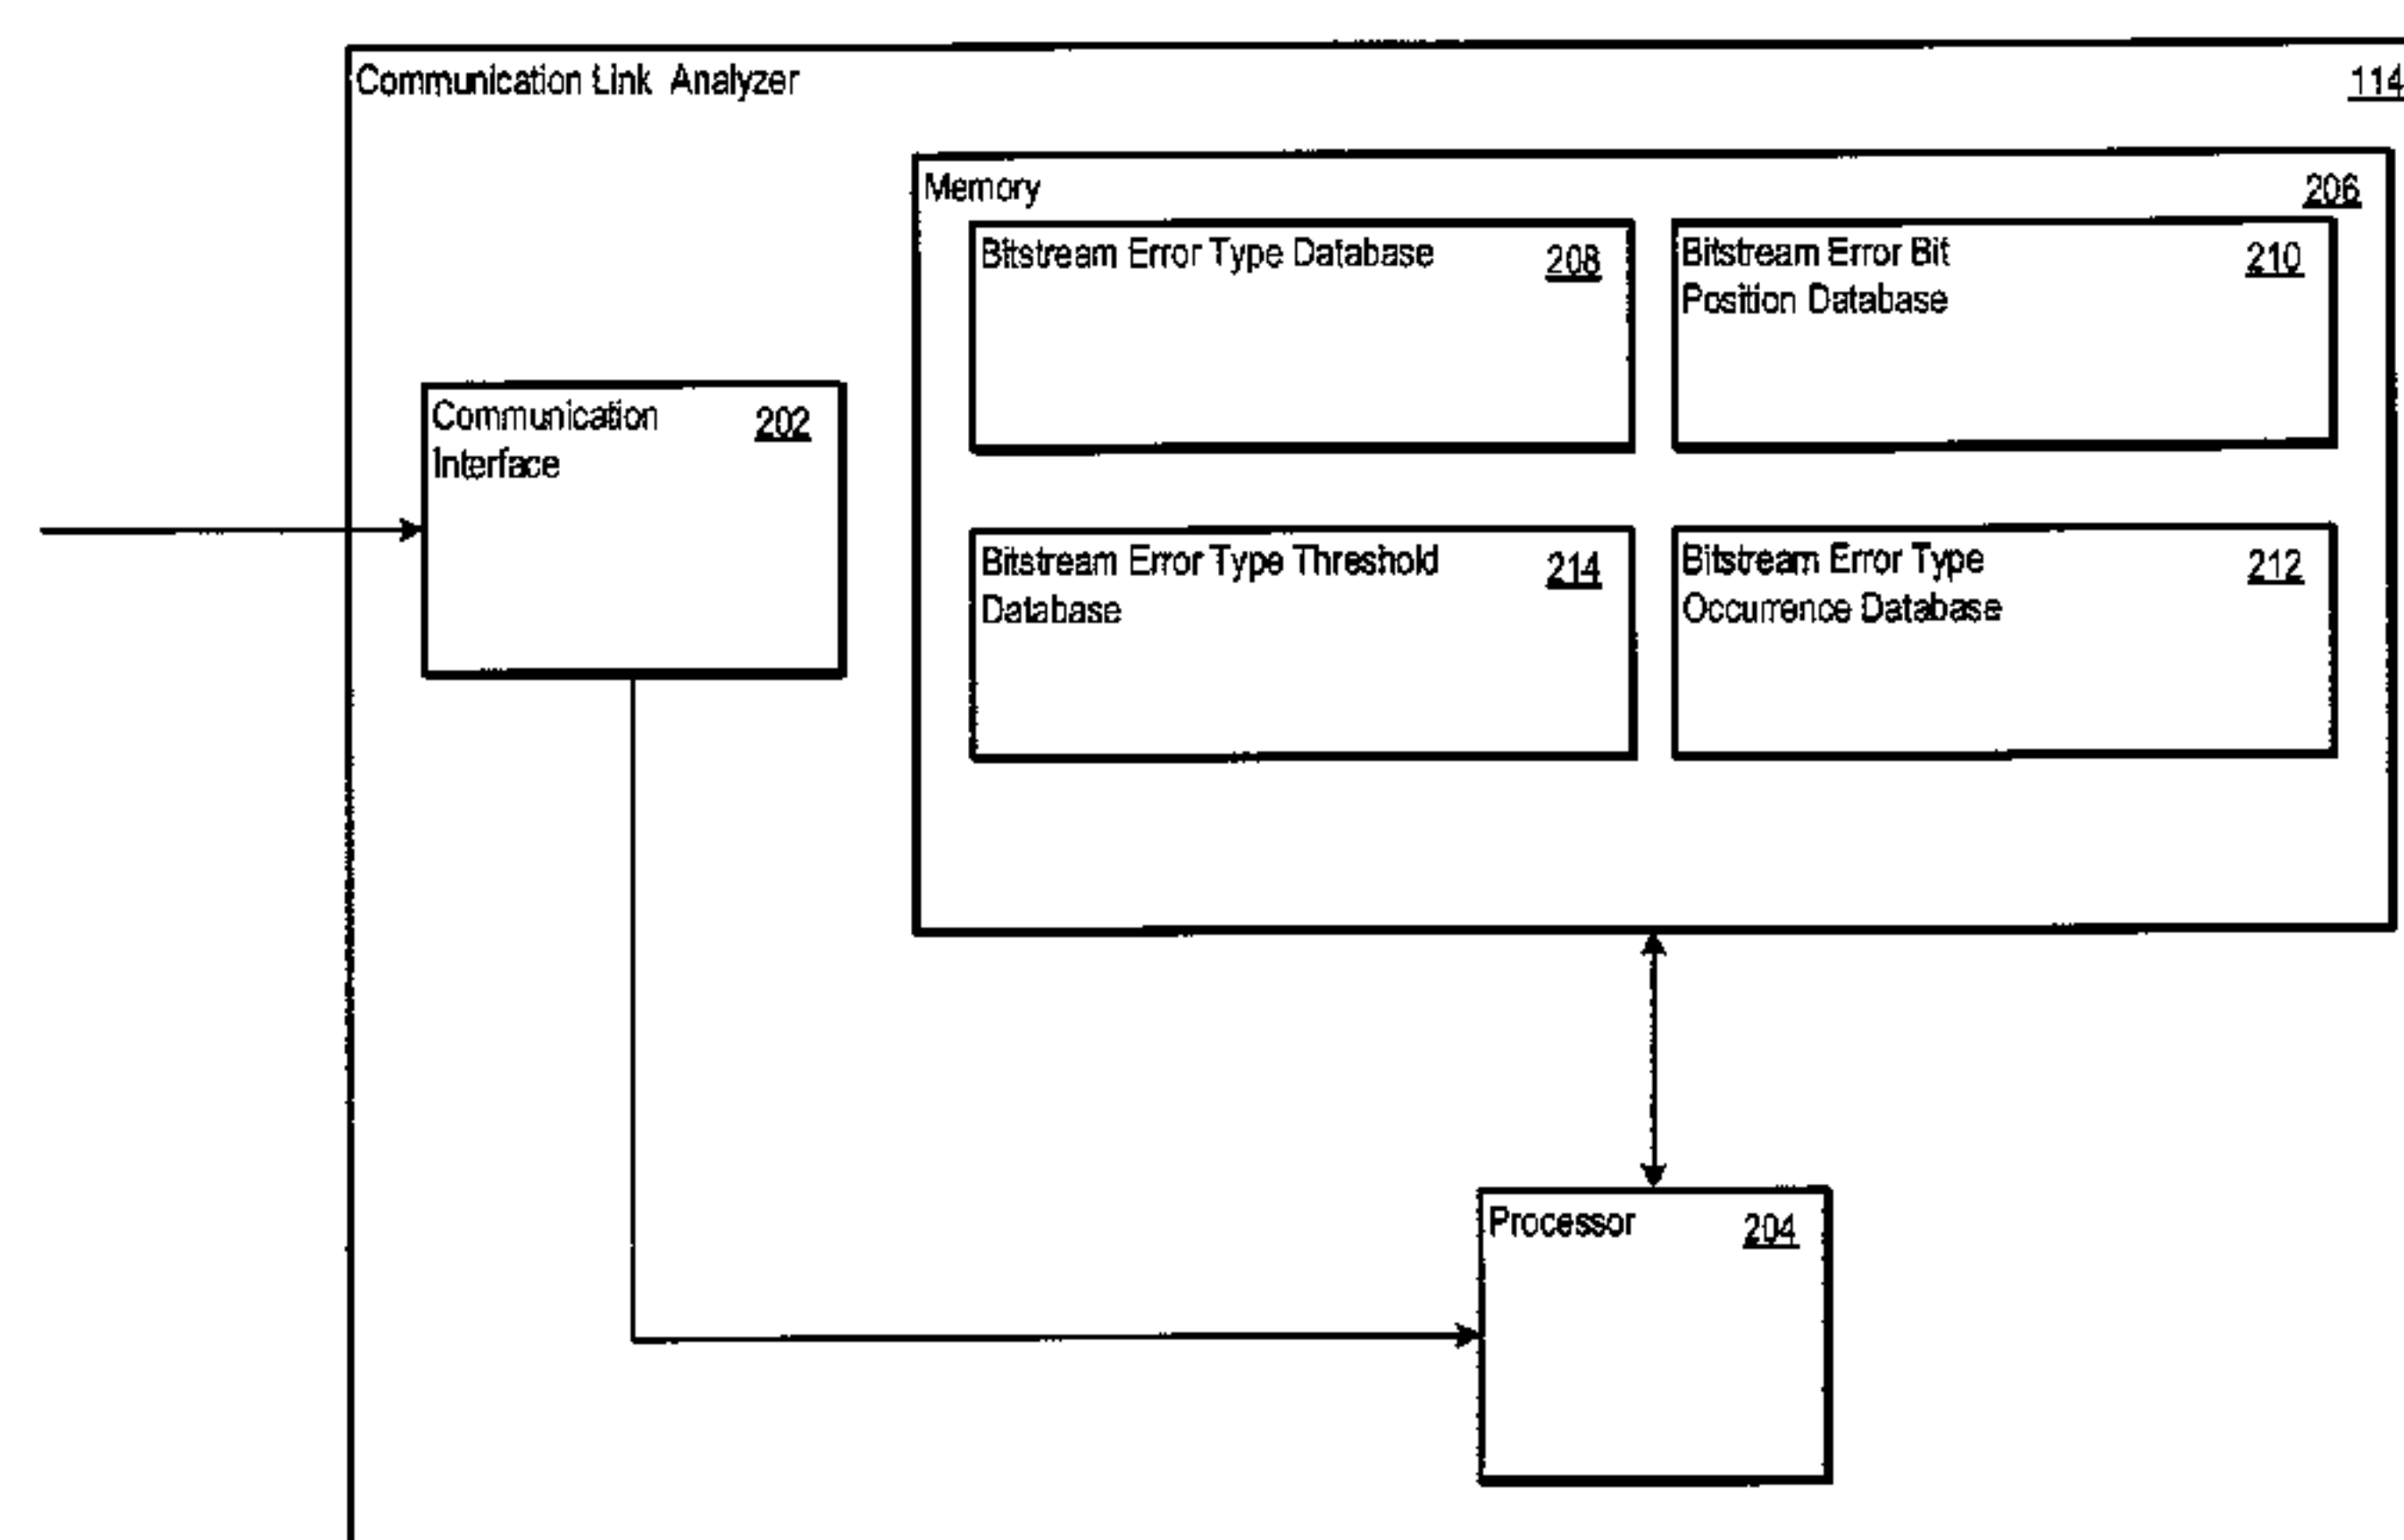 Communication Link Analyzer 114
Memory 206
Bitstream Error Type Database 208
Bitstream Error Bit 210
Position Database
Communication 202
Interface
Bitstream Error Type Threshold 214
Database
Bitstream Error Type 212
Occurrence Database
Processor 204